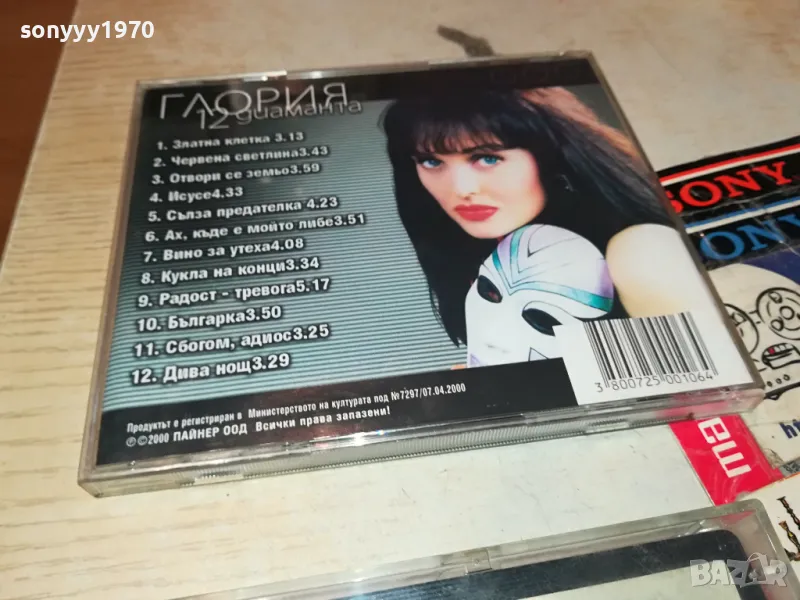 sonyyy1970
ГЛОРИЯ
12 диаманта
1. Златна клетка 3.13
2. Червена светлина3.43
3. Отвори се земьо3.59
4. Исусе4.33
5. Сълза предателка 4.23
6. Ах, къде е мойто либе3.51
7. Вино за утеха4.08
8. Кукла на конци3.34
9. Радост - тревога5.17
10. Българка3.50
11. Сбогом, адиос3.25
12. Дива нощ3.29
3 800725 001064
Продуктът е регистриран в Министерството на културата под №7297/07.04.2000
℗©2000 ПАЙНЕР ООД Всички права запазени!
SONY
ONY
еш
ht
BAZAR